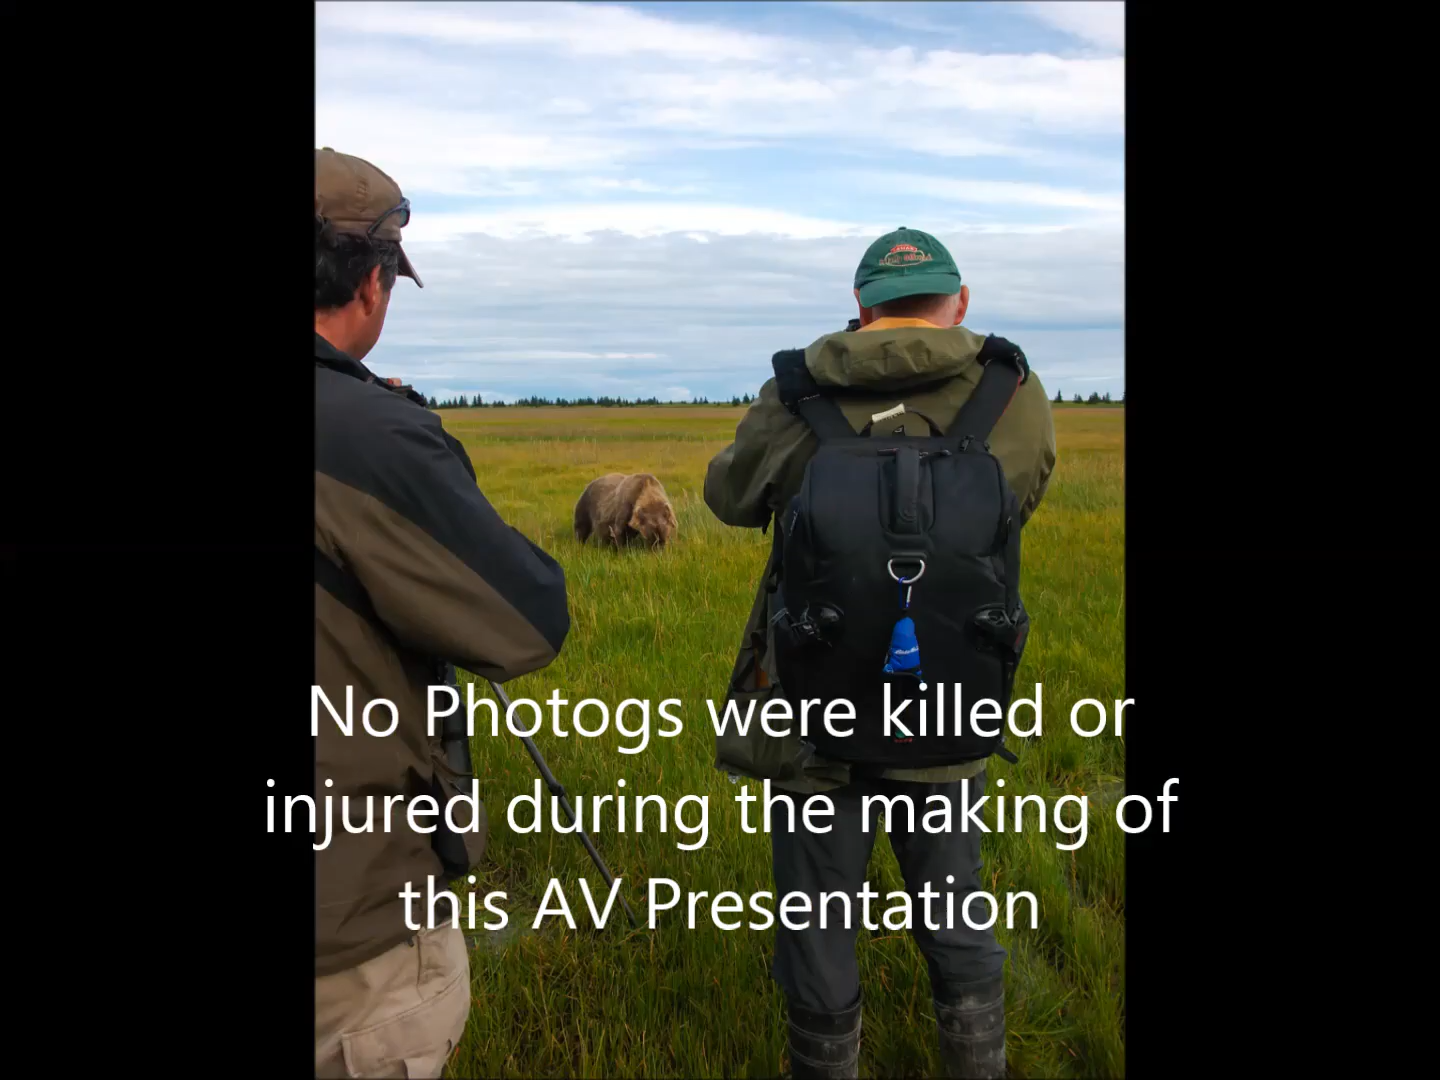 No Photogs were killed or
injured during the making of
this AV Presentation